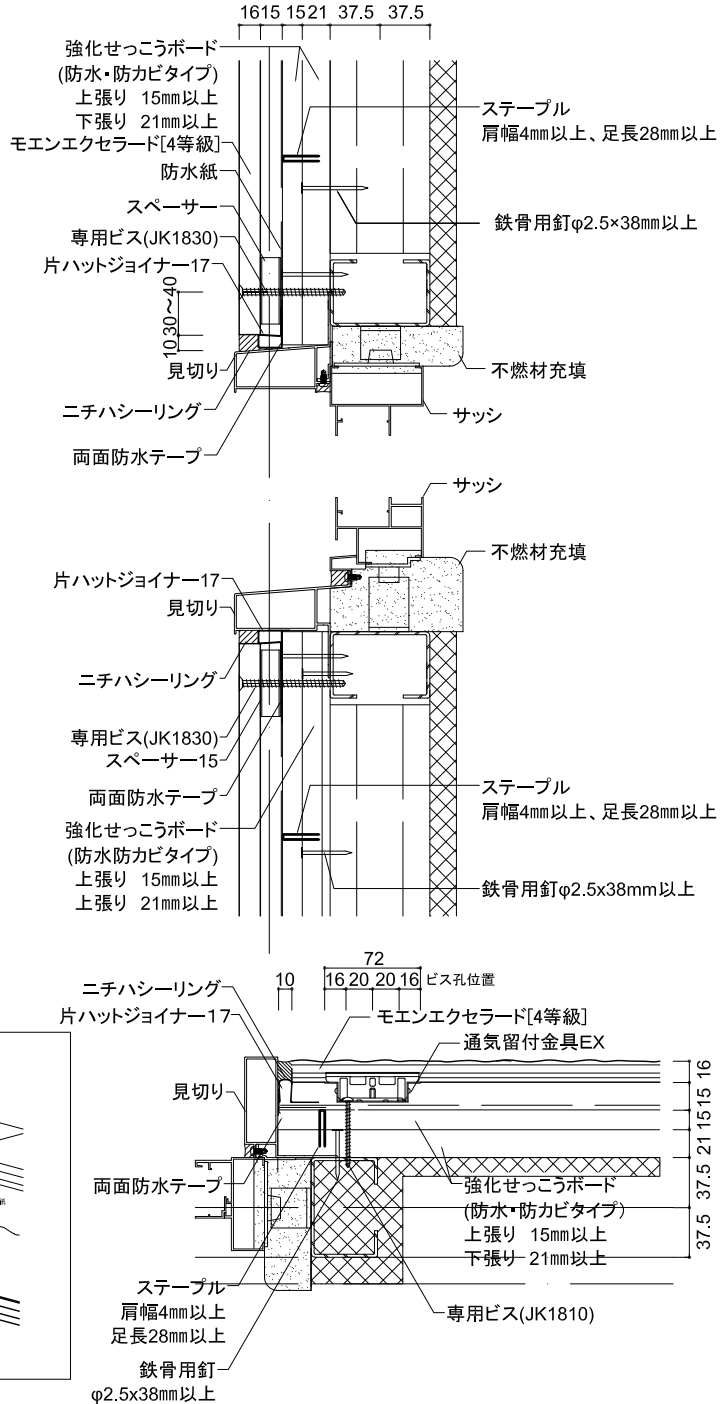 16 15 15 21 37.5 37.5
強化せっこうボード
(防水・防カビタイプ)
上張り 15mm以上
下張り 21mm以上
モエンエクセラード[4等級]
防水紙
スペーサー
専用ビス(JK1830)
片ハットジョイナー17
10 30～40
見切り
ニチハシーリング
両面防水テープ
ステープル
肩幅4mm以上、足長28mm以上
鉄骨用釘φ2.5×38mm以上
不燃材充填
サッシ
サッシ
不燃材充填
片ハットジョイナー17
見切り
ニチハシーリング
専用ビス(JK1830)
スペーサー15
両面防水テープ
強化せっこうボード
(防水防カビタイプ)
上張り 15mm以上
上張り 21mm以上
ステープル
肩幅4mm以上、足長28mm以上
鉄骨用釘φ2.5x38mm以上
72
10 16 20 20 16 ビス孔位置
ニチハシーリング
片ハットジョイナー17
モエンエクセラード[4等級]
通気留付金具EX
見切り
16 15 15 21 37.5 37.5
両面防水テープ
強化せっこうボード
(防水・防カビタイプ)
上張り 15mm以上
下張り 21mm以上
ステープル
肩幅4mm以上
足長28mm以上
専用ビス(JK1810)
鉄骨用釘
φ2.5x38mm以上